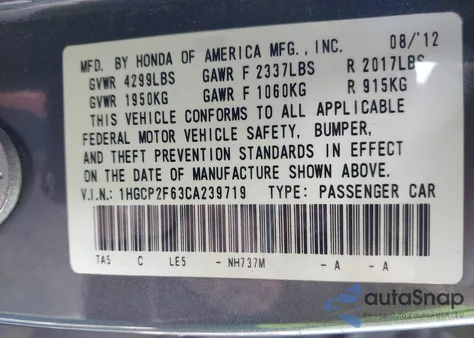 MFD. BY HONDA OF AMERICA MFG., INC. 08/'12
GVWR 4299LBS GAWR F 2337LBS R 2017LBS
GVWR 1950KG GAWR F 1060KG R 915KG
THIS VEHICLE CONFORMS TO ALL APPLICABLE
FEDERAL MOTOR VEHICLE SAFETY, BUMPER,
AND THEFT PREVENTION STANDARDS IN EFFECT
ON THE DATE OF MANUFACTURE SHOWN ABOVE.
V.I.N.: 1HGCP2F63CA239719 TYPE: PASSENGER CAR
TA5 C LE5 - NH737M - A - A
autoSnap